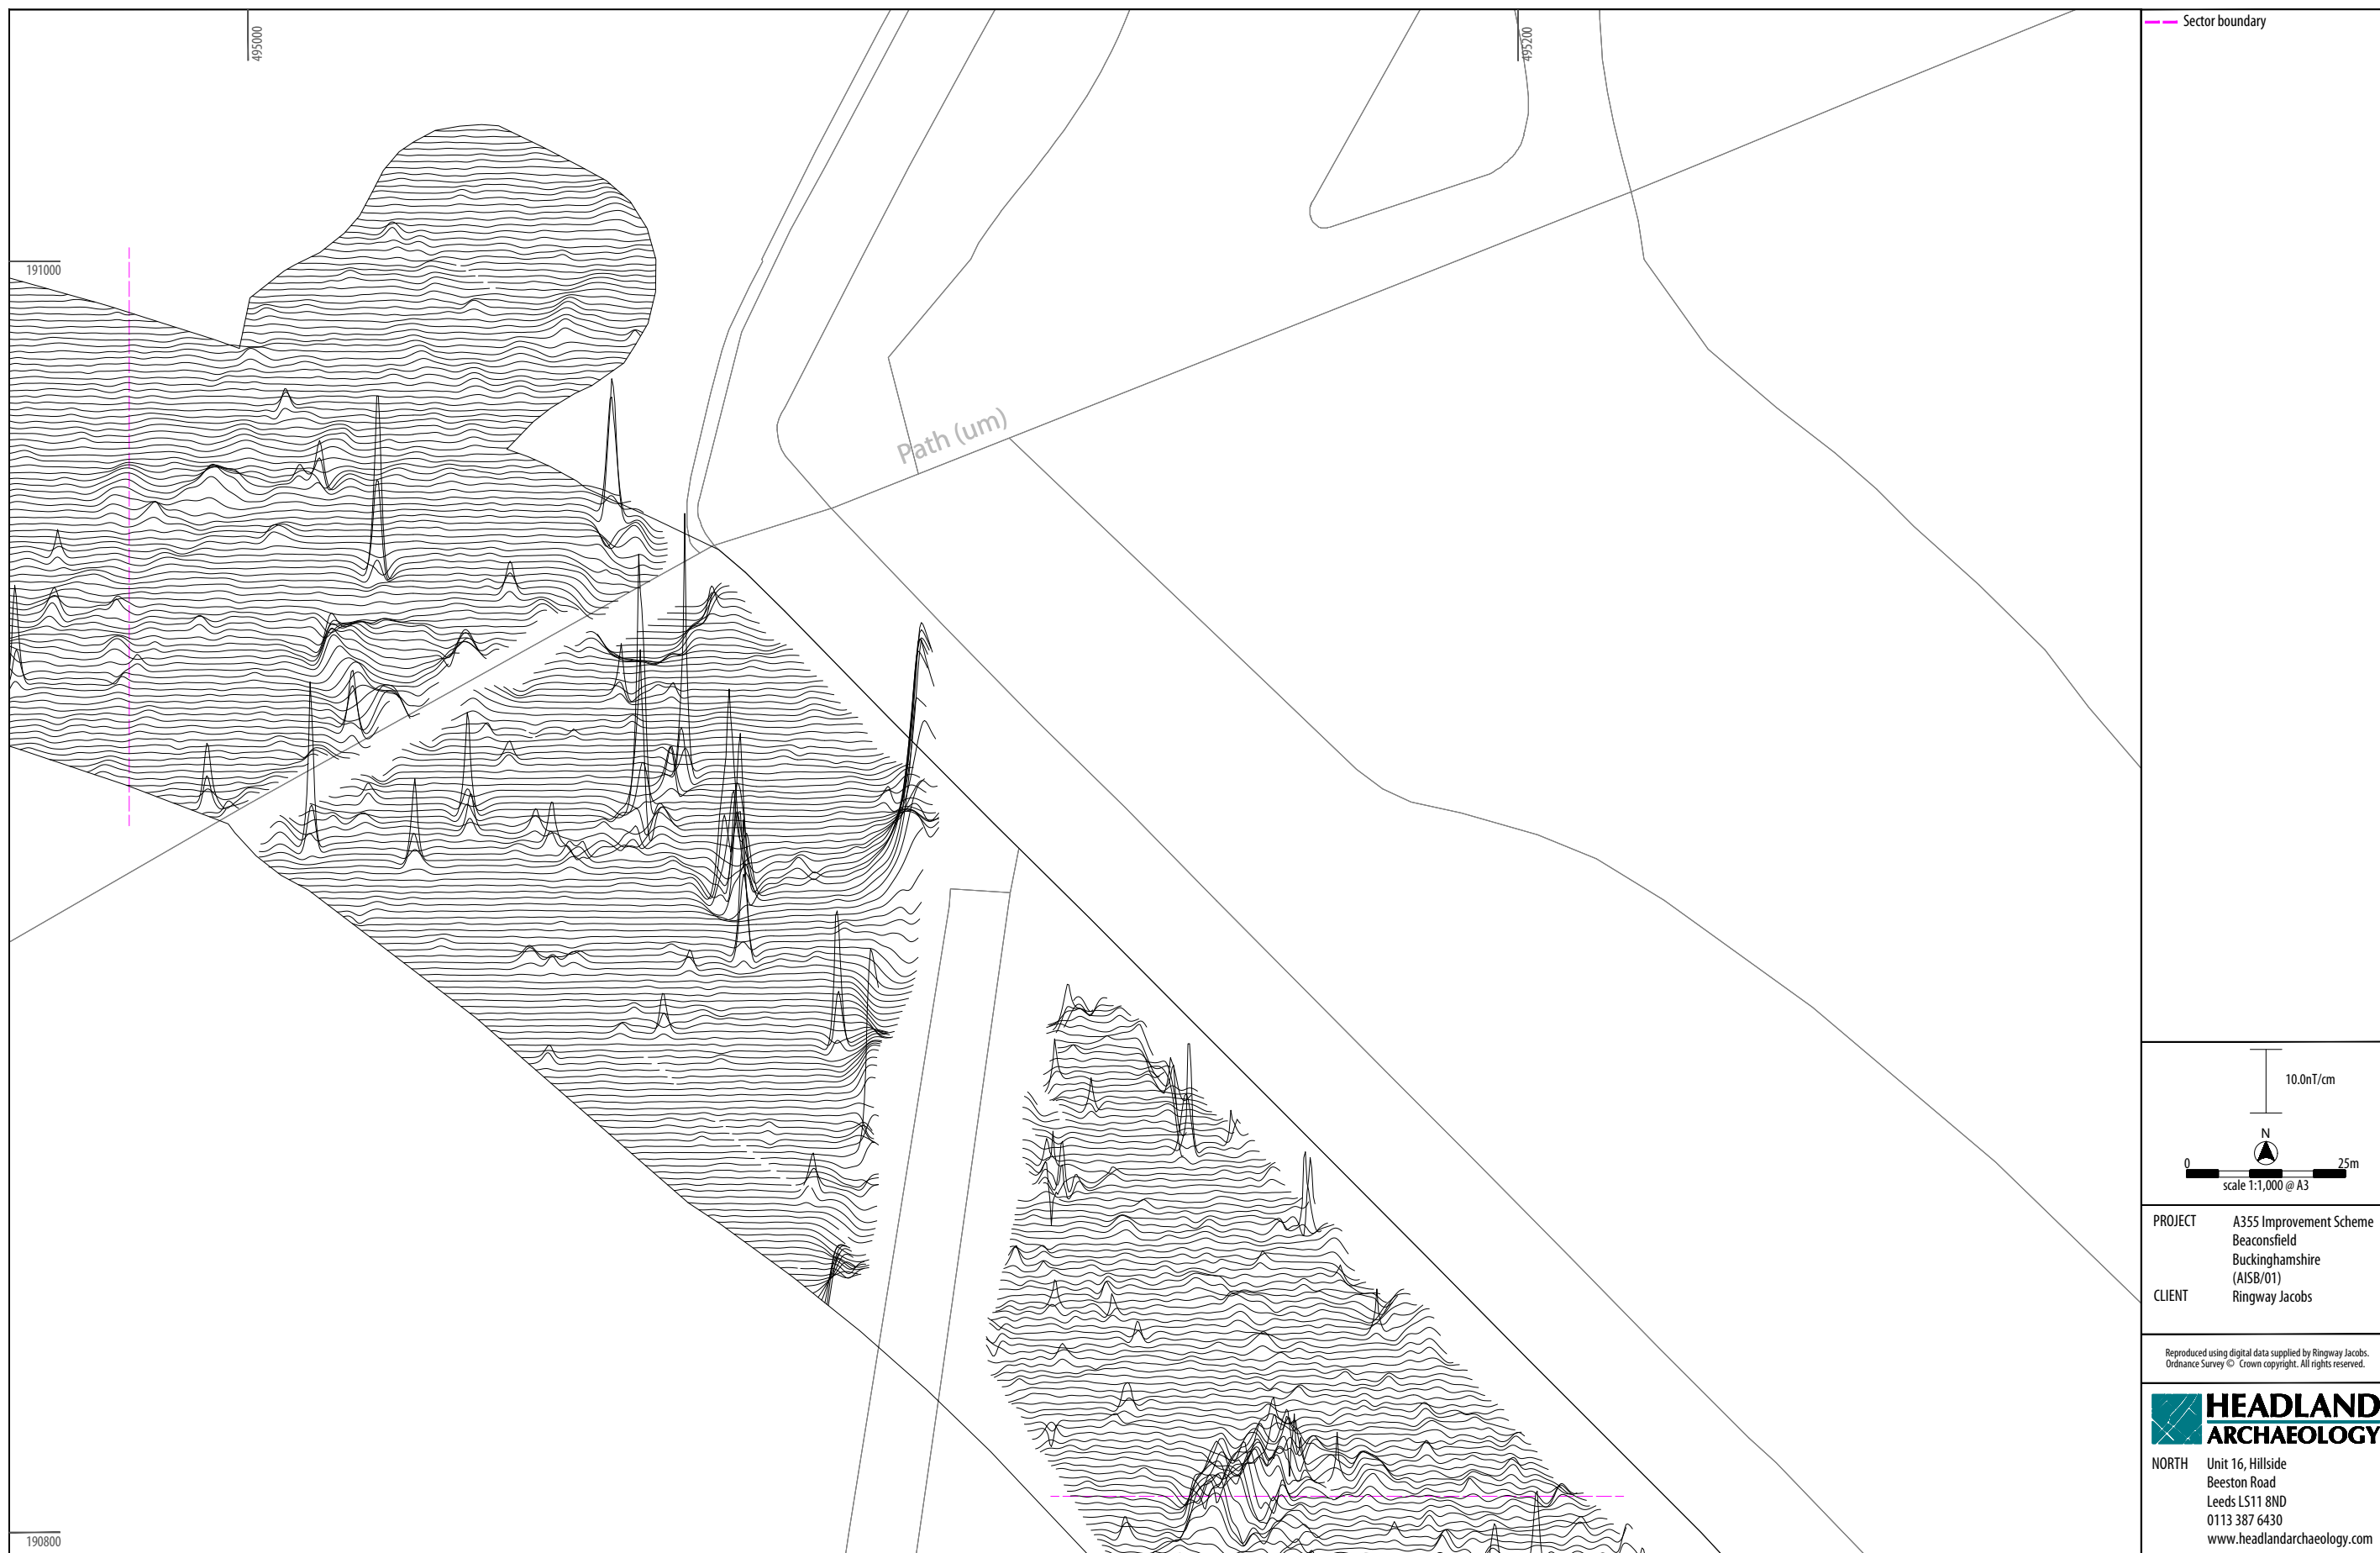 495000
495200
Sector boundary
191000
Path (um)
10.0nT/cm
N
0 25m
scale 1:1,000 @ A3
PROJECT A355 Improvement Scheme
Beaconsfield
Buckinghamshire
(AISB/01)
CLIENT Ringway Jacobs
Reproduced using digital data supplied by Ringway Jacobs.
Ordnance Survey © Crown copyright. All rights reserved.
HEADLAND
ARCHAEOLOGY
NORTH Unit 16, Hillside
Beeston Road
Leeds LS11 8ND
0113 387 6430
www.headlandarchaeology.com
190800